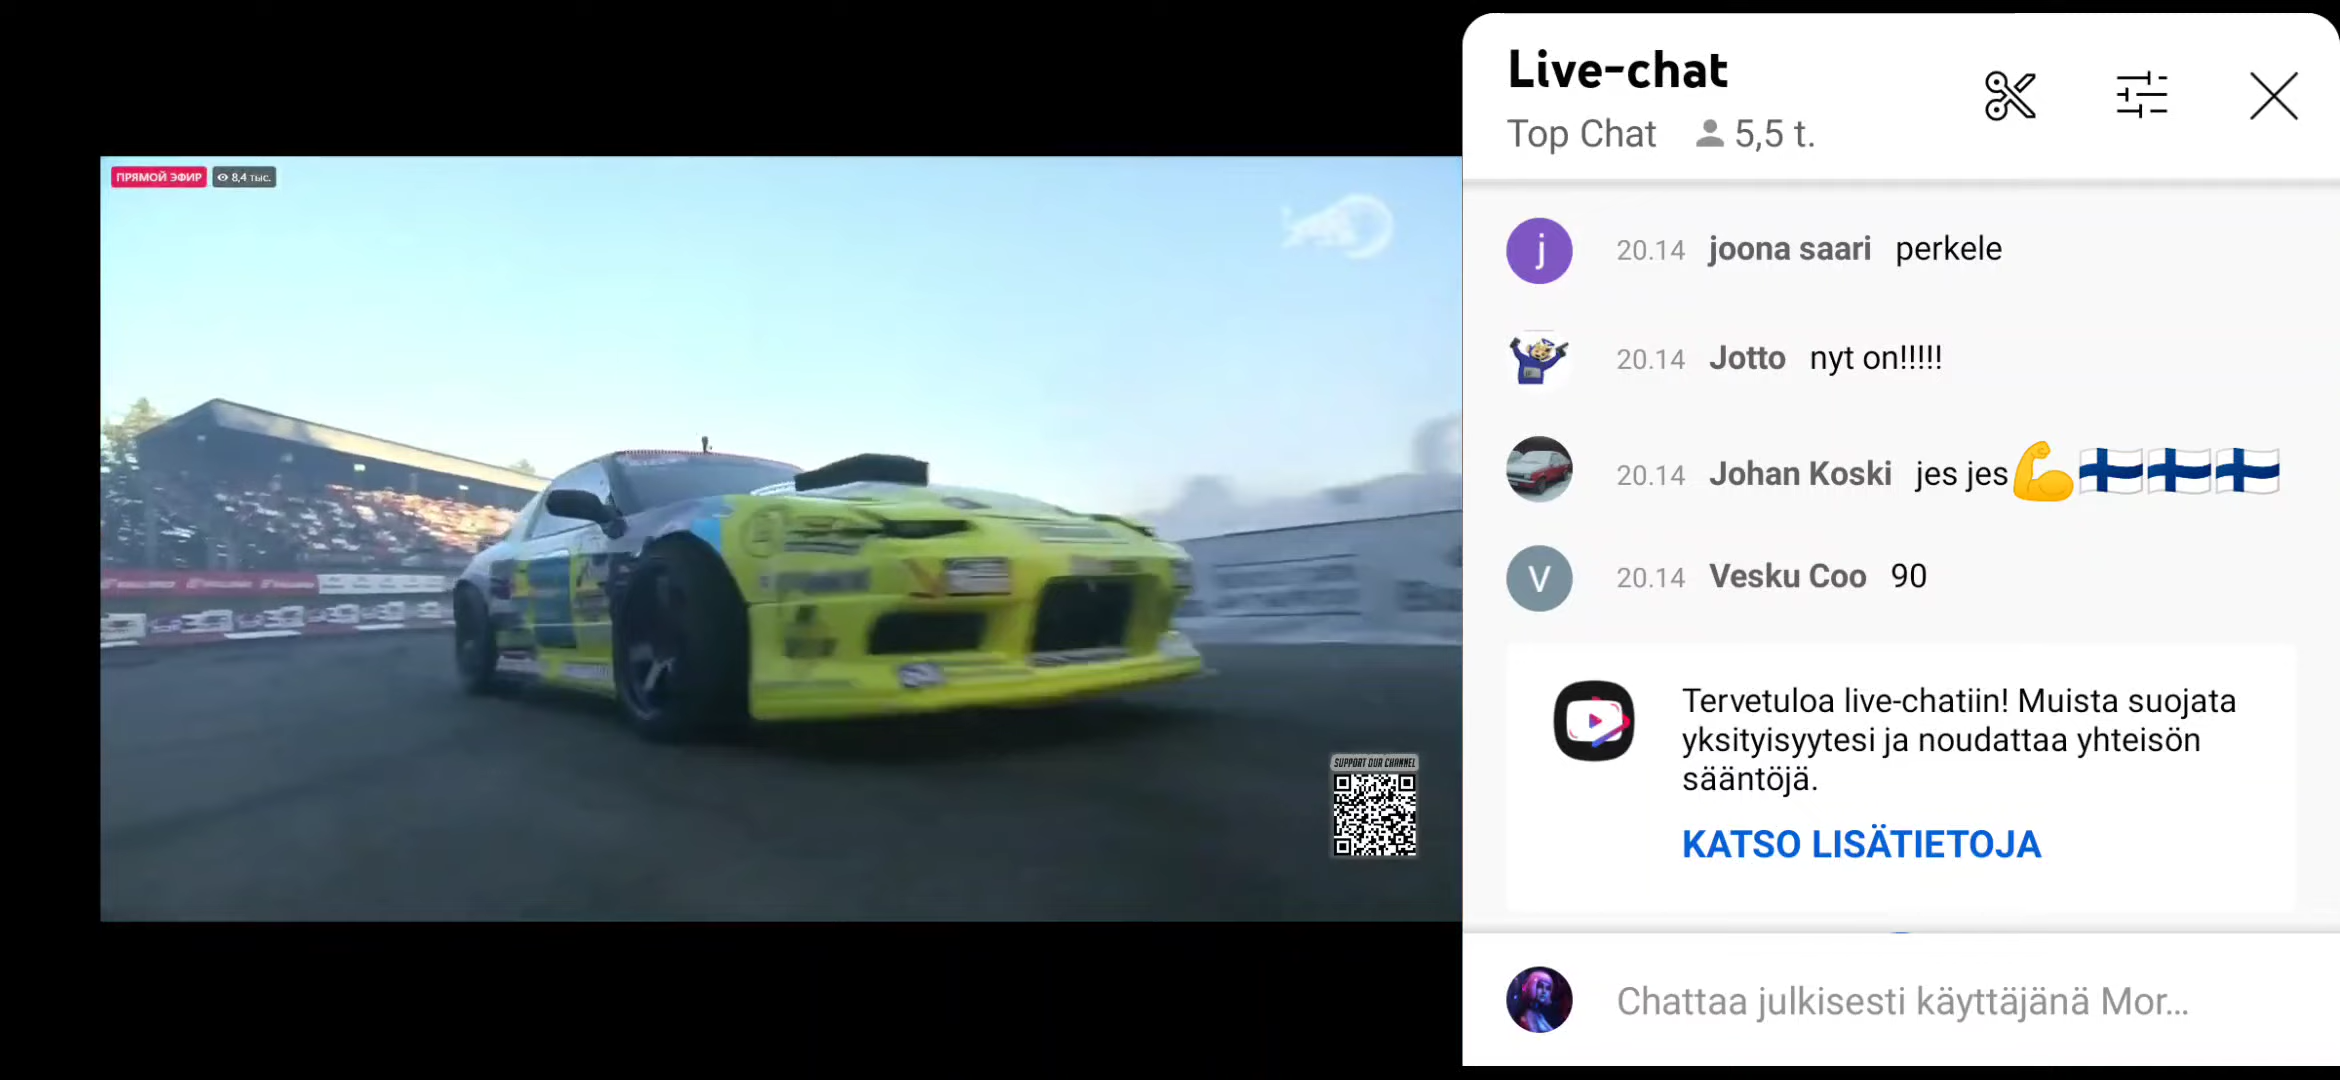 ПРЯМОЙ ЭФИР 8,4 тыс.
SUPPORT OUR CHANNEL
Live-chat
Top Chat 5,5 t.
20.14 joona saari perkele
20.14 Jotto nyt on!!!!!
20.14 Johan Koski jes jes💪🇫🇮🇫🇮🇫🇮
20.14 Vesku Coo 90
Tervetuloa live-chatiin! Muista suojata
yksityisyytesi ja noudattaa yhteisön
sääntöjä.
KATSO LISÄTIETOJA
Chattaa julkisesti käyttäjänä Mor...